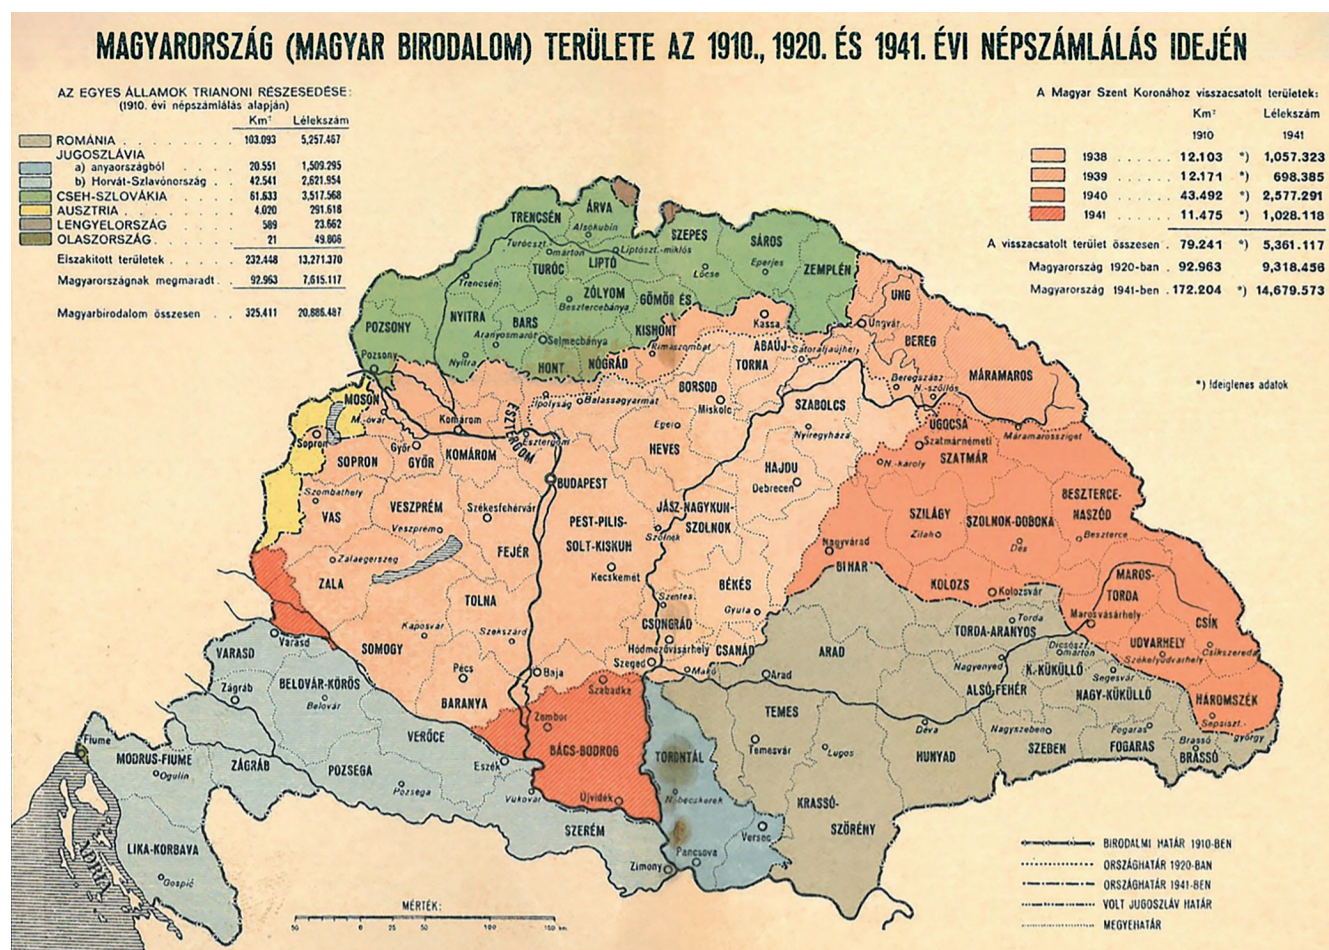 MAGYARORSZÁG (MAGYAR BIRODALOM) TERÜLETE AZ 1910., 1920. ÉS 1941. ÉVI NÉPSZÁMLÁLÁS IDEJÉN
AZ EGYES ÁLLAMOK TRIANONI RÉSZESEDÉSE:
(1910. évi népszámlálás alapján)
Km² Lélekszám
ROMÁNIA 103.093 5,257.467
JUGOSZLÁVIA
a) anyaországból 20.551 1,509.295
b) Horvát-Szlavónország 42.541 2,621.954
CSEH-SZLOVÁKIA 61.633 3,517.568
AUSZTRIA 4.020 291.618
LENGYELORSZÁG 589 23.662
OLASZORSZÁG 21 49.806
Elszakított területek 232.448 13,271.370
Magyarországnak megmaradt 92.963 7,615.117
Magyarbirodalom összesen 325.411 20,886.487
A Magyar Szent Koronához visszacsatolt területek:
Km² Lélekszám
1910 1941
1938 12.103 *) 1,057.323
1939 12.171 *) 698.385
1940 43.492 *) 2,577.291
1941 11.475 *) 1,028.118
A visszacsatolt terület összesen 79.241 *) 5,361.117
Magyarország 1920-ban 92.963 9,318.456
Magyarország 1941-ben 172.204 *) 14,679.573
*) Ideiglenes adatok
TRENCSÉN
ÁRVA
Alsókubin
SZEPES
Turócszt.-
mórton
Liptószt.-miklós
SÁROS
LIPTÓ
TURÓC
Lőcse
Eperjes
ZEMPLÉN
Trencsén
ZÓLYOM
Besztercebánya
GÖMÖR ÉS
KISHONT
UNG
NYITRA
BARS
Aranyosmarót
Selmecbánya
POZSONY
Kassa
Ungvár
ABAÚJ-
TORNA
Sátoraljaújhely
BEREG
Rimaszombat
Pozsony
Nyitra
HONT
NÓGRÁD
BORSOD
Miskolc
Beregszász
N.-szőllős
MÁRAMAROS
MOSON
M.-óvár
Komárom
ESZTERGOM
Ipolyság
Balassagyarmat
SZABOLCS
UGOCSA
Máramarossziget
Sopron
Győr
Esztergom
Eger
Nyíregyháza
Szatmárnémeti
SOPRON
GYŐR
KOMÁROM
HEVES
SZATMÁR
N.-károly
HAJDU
Debrecen
BUDAPEST
Szombathely
VAS
VESZPRÉM
Veszprém
Székesfehérvár
JÁSZ-NAGYKUN-
SZOLNOK
Szolnok
BESZTERCE-
NASZÓD
Beszterce
SZILÁGY
Zilah
SZOLNOK-DOBOKA
Dés
PEST-PILIS-
SOLT-KISKUN
FEJÉR
Zalaegerszeg
ZALA
Kecskemét
Nagyvárad
BIHAR
BÉKÉS
Gyula
KOLOZS
Kolozsvár
MAROS-
TORDA
Marosvásárhely
TOLNA
Szentes
CSONGRÁD
Kaposvár
Szekszárd
SOMOGY
Hódmezővásárhely
CSANÁD
ARAD
Torda
TORDA-ARANYOS
CSÍK
UDVARHELY
Csikszereda
Székelyudvarhely
Varasd
VARASD
Pécs
BARANYA
Baja
Szeged
Makó
Arad
Nagyenyed
Dicsőszt.-
márton
K.-KÜKÜLLŐ
Segesvár
ALSÓ-FEHÉR
NAGY-KÜKÜLLŐ
HÁROMSZÉK
Sepsiszt.-
györgy
Zágráb
BELOVÁR-KŐRÖS
Belovár
Szabadka
Zombor
BÁCS-BODROG
TEMES
Temesvár
Lugos
Déva
HUNYAD
Nagyszeben
SZEBEN
Fogaras
FOGARAS
Brassó
BRASSÓ
Fiume
MODRUS-FIUME
Ogulin
ZÁGRÁB
POZSEGA
Pozsega
VERŐCE
Eszék
TORONTÁL
N.-becskerek
Újvidék
Vukovár
SZERÉM
KRASSÓ-
SZÖRÉNY
Versec
Pancsova
Zimony
LIKA-KORBAVA
Gospić
ADRIA
MÉRTÉK:
50 0 25 50 100 150 km.
BIRODALMI HATÁR 1910-BEN
ORSZÁGHATÁR 1920-BAN
ORSZÁGHATÁR 1941-BEN
VOLT JUGOSZLÁV HATÁR
MEGYEHATÁR